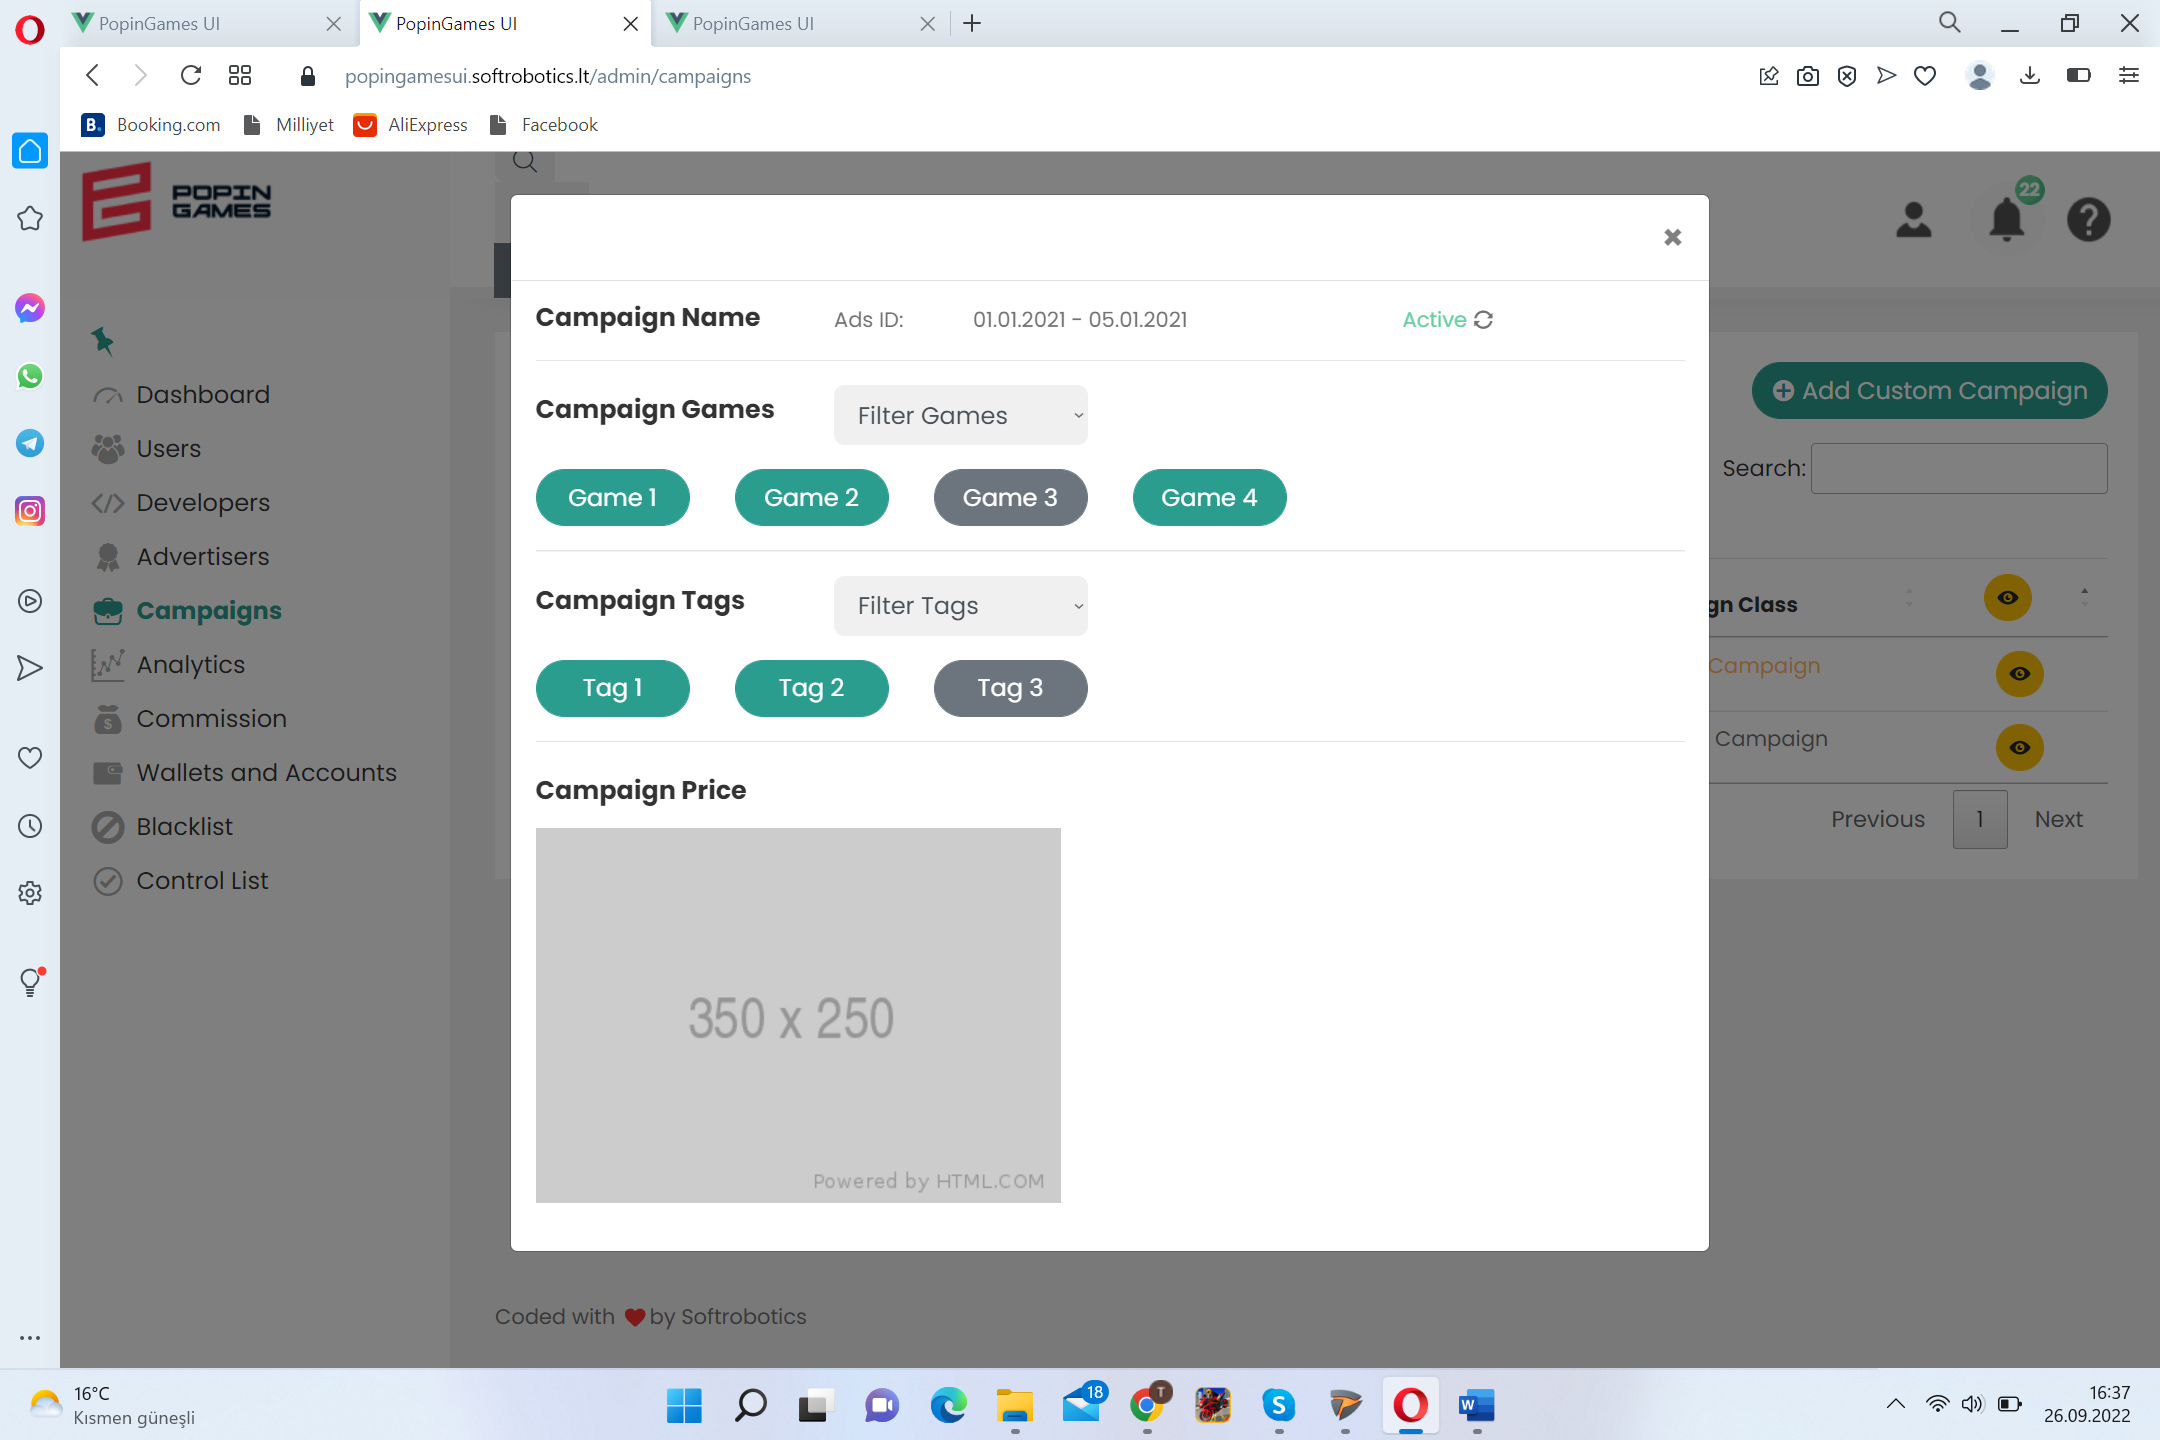 PopinGames UI
PopinGames UI
PopinGames UI
popingamesui.softrobotics.lt/admin/campaigns
Booking.com
Milliyet
AliExpress
Facebook
POPIN
GAMES
22
Dashboard
Users
Developers
Advertisers
Campaigns
Analytics
Commission
Wallets and Accounts
Blacklist
Control List
Campaign Name
Ads ID:
01.01.2021 - 05.01.2021
Active
Campaign Games
Filter Games
Game 1
Game 2
Game 3
Game 4
Campaign Tags
Filter Tags
Tag 1
Tag 2
Tag 3
Campaign Price
350 x 250
Powered by HTML.COM
Add Custom Campaign
Search:
gn Class
Campaign
Campaign
Previous
1
Next
Coded with by Softrobotics
16°C
Kısmen güneşli
18
T
16:37
26.09.2022